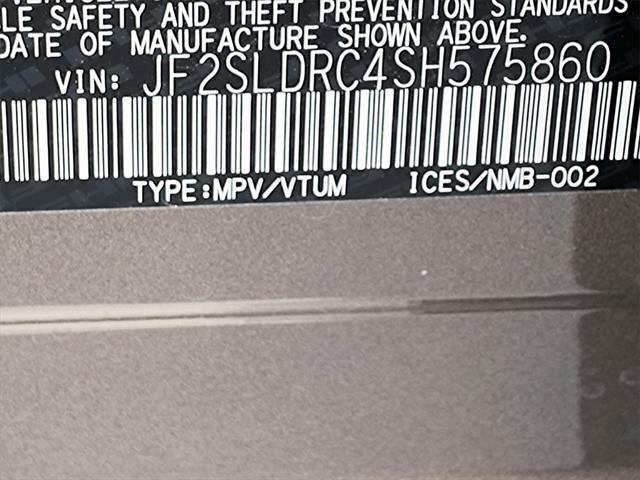 LE SAFETY AND THEFT PREVENTION STANDARDS
DATE OF MANUFACTURE SHOWN ABOVE.
VIN: JF2SLDRC4SH575860
TYPE:MPV/VTUM ICES/NMB-002